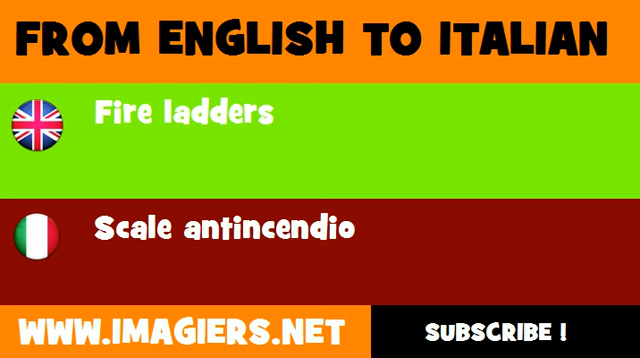 FROM ENGLISH TO ITALIAN
Fire ladders
Scale antincendio
WWW.IMAGIERS.NET
SUBSCRIBE !